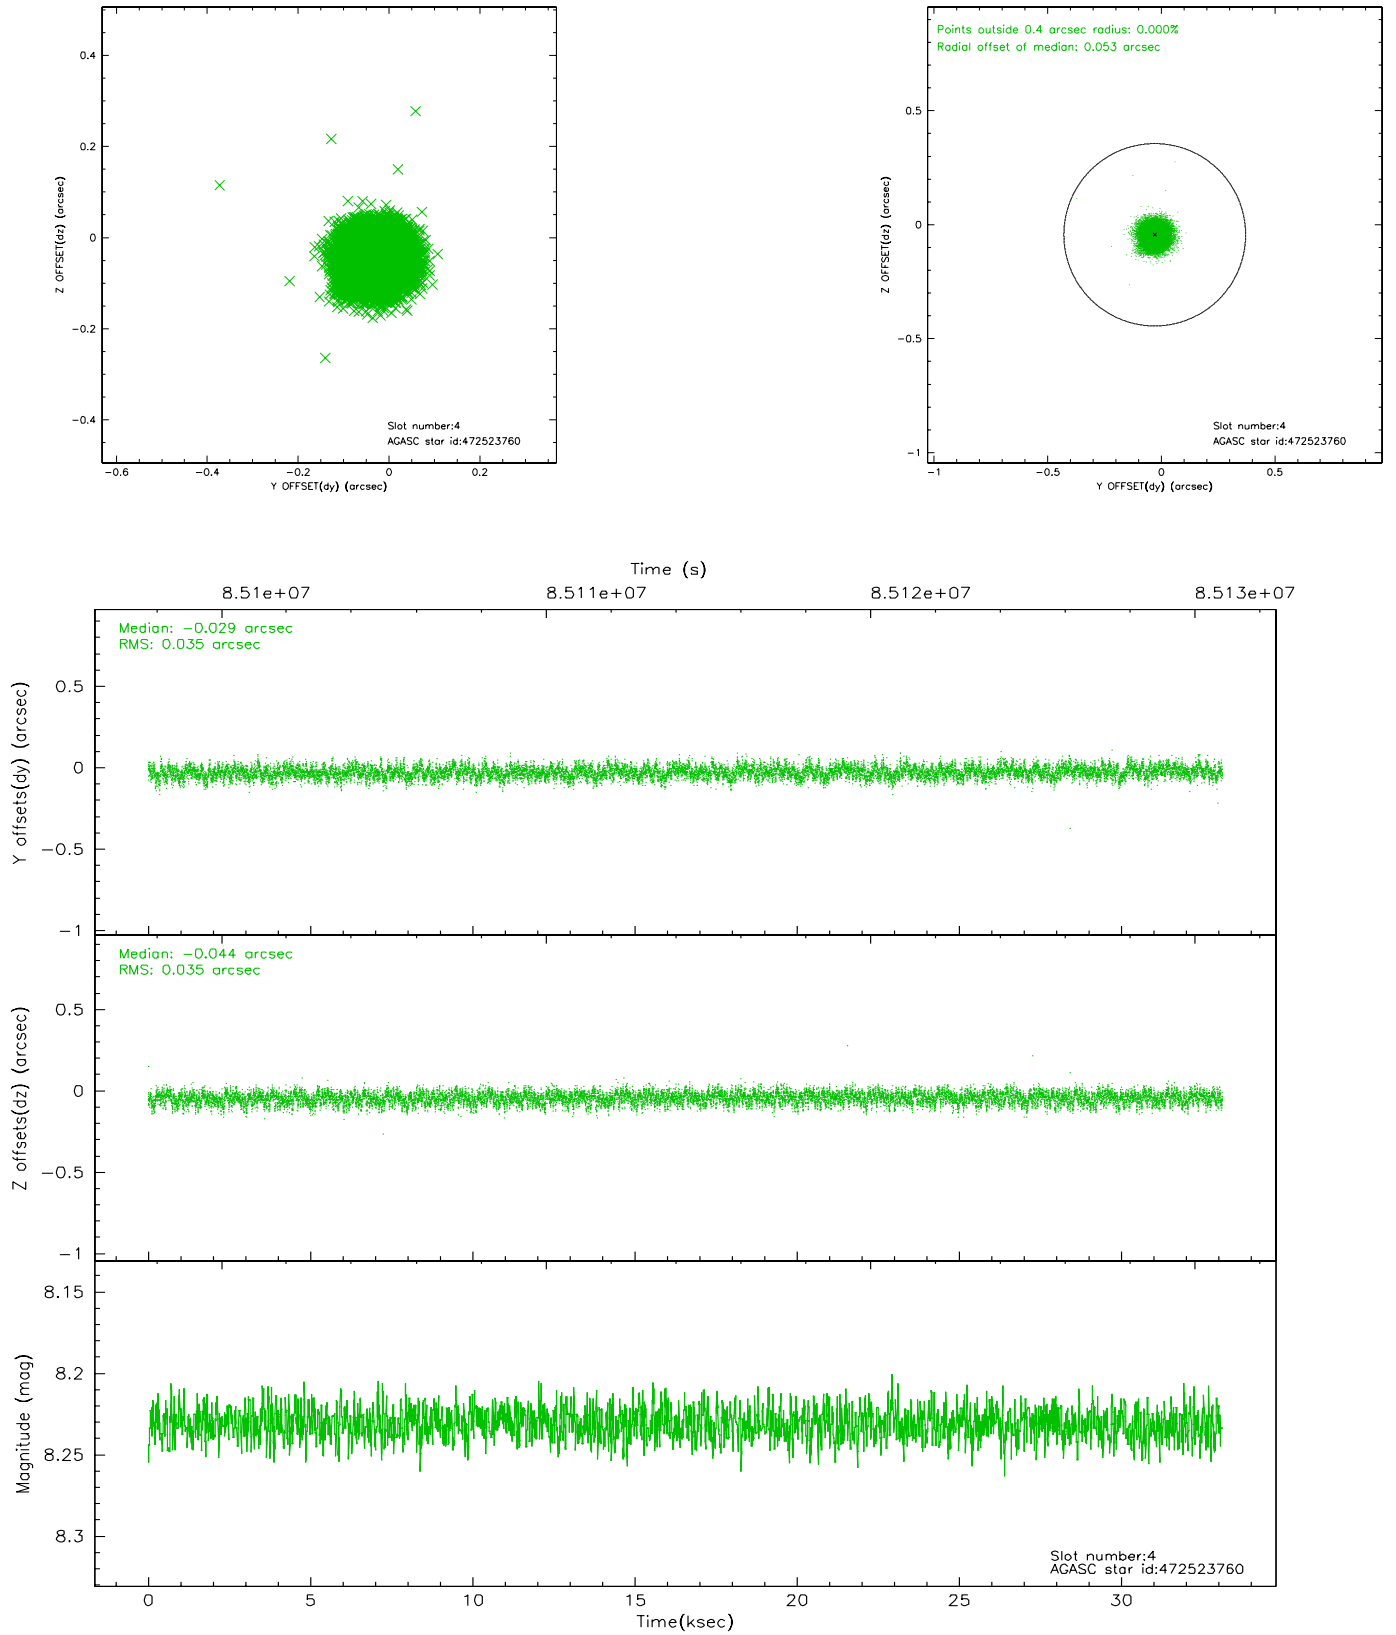 0.4
0.2
0
-0.2
-0.4
Z OFFSET(dz) (arcsec)
Slot number:4
AGASC star id:472523760
-0.6 -0.4 -0.2 0 0.2
Y OFFSET(dy) (arcsec)
Points outside 0.4 arcsec radius: 0.000%
Radial offset of median: 0.053 arcsec
0.5
0
-0.5
-1
Z OFFSET(dz) (arcsec)
Slot number:4
AGASC star id:472523760
-1 -0.5 0 0.5
Y OFFSET(dy) (arcsec)
Time (s)
8.51e+07 8.511e+07 8.512e+07 8.513e+07
Median: -0.029 arcsec
RMS: 0.035 arcsec
0.5
0
-0.5
-1
Y offsets(dy) (arcsec)
Median: -0.044 arcsec
RMS: 0.035 arcsec
0.5
0
-0.5
-1
Z offsets(dz) (arcsec)
8.15
8.2
8.25
8.3
Magnitude (mag)
Slot number:4
AGASC star id:472523760
0 5 10 15 20 25 30
Time(ksec)